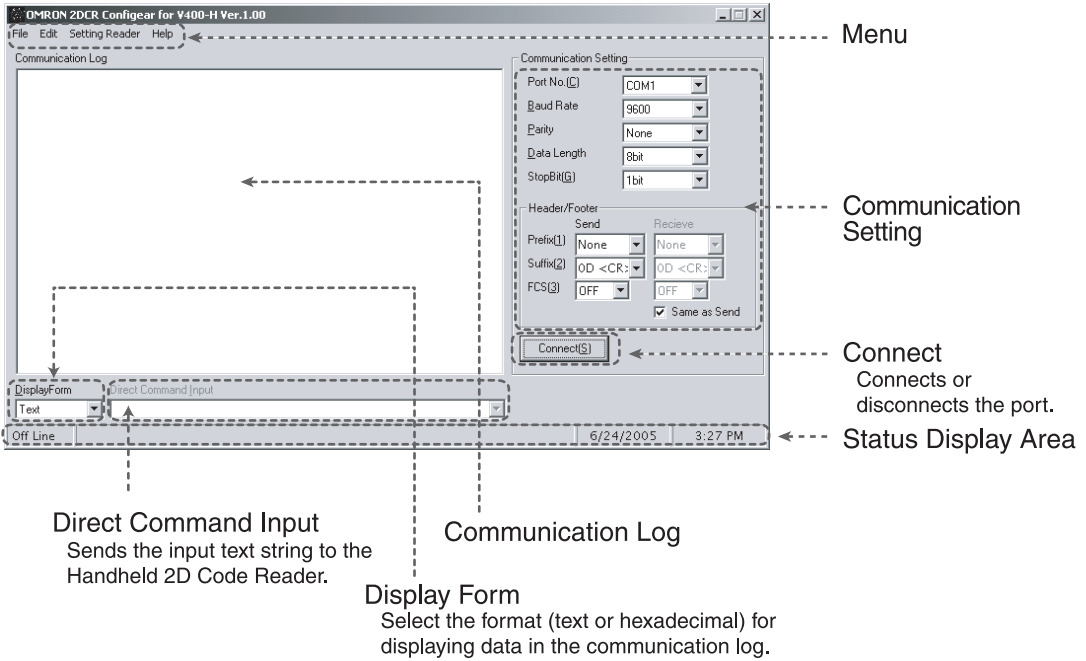 OMRON 2DCR Configear for V400-H Ver.1.00
File Edit Setting Reader Help
Menu
Communication Log
Communication Setting
Port No.(C) COM1
Baud Rate 9600
Parity None
Data Length 8bit
StopBit(G) 1bit
Header/Footer
Send Recieve
Prefix(1) None None
Suffix(2) 0D <CR> 0D <CR>
FCS(3) OFF OFF
Same as Send
Connect(S)
Communication
Setting
Connect
Connects or
disconnects the port.
DisplayForm Direct Command Input
Text
Off Line 6/24/2005 3:27 PM
Status Display Area
Direct Command Input
Sends the input text string to the
Handheld 2D Code Reader.
Communication Log
Display Form
Select the format (text or hexadecimal) for
displaying data in the communication log.